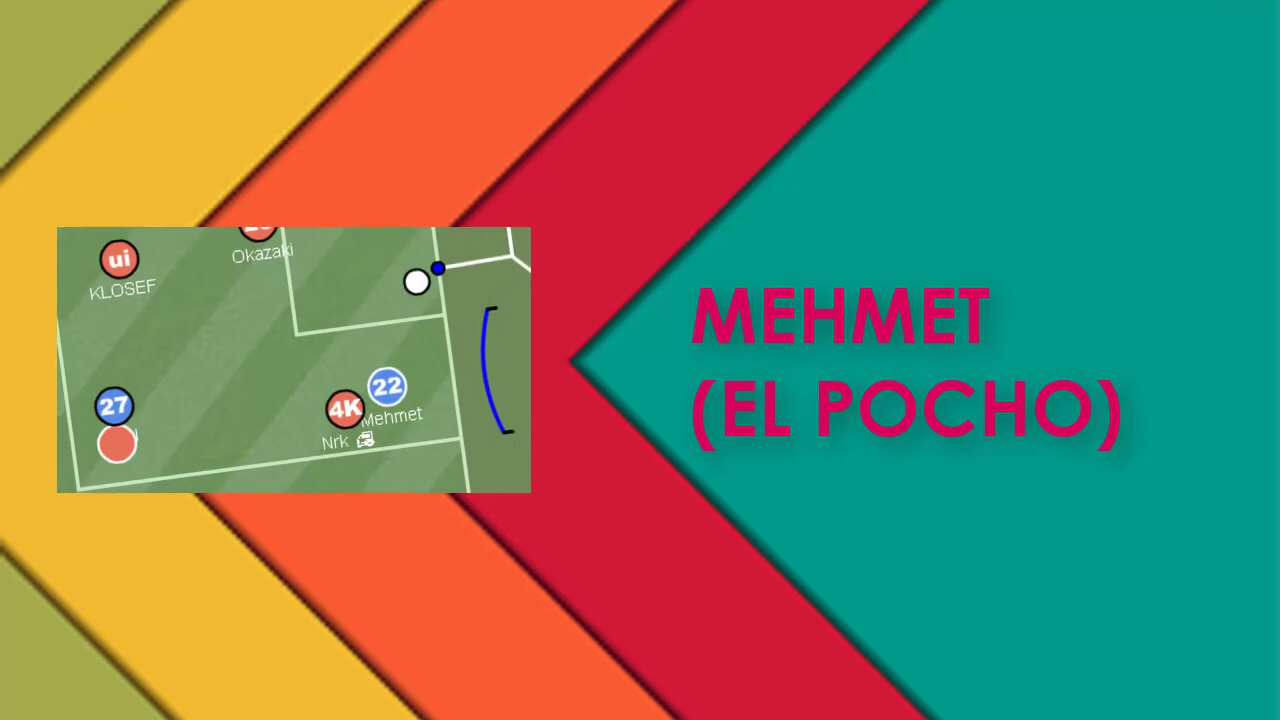 MEHMET
(EL POCHO)
ui
KLOSEF
Okazaki
27
4K
22
Mehmet
Nrk